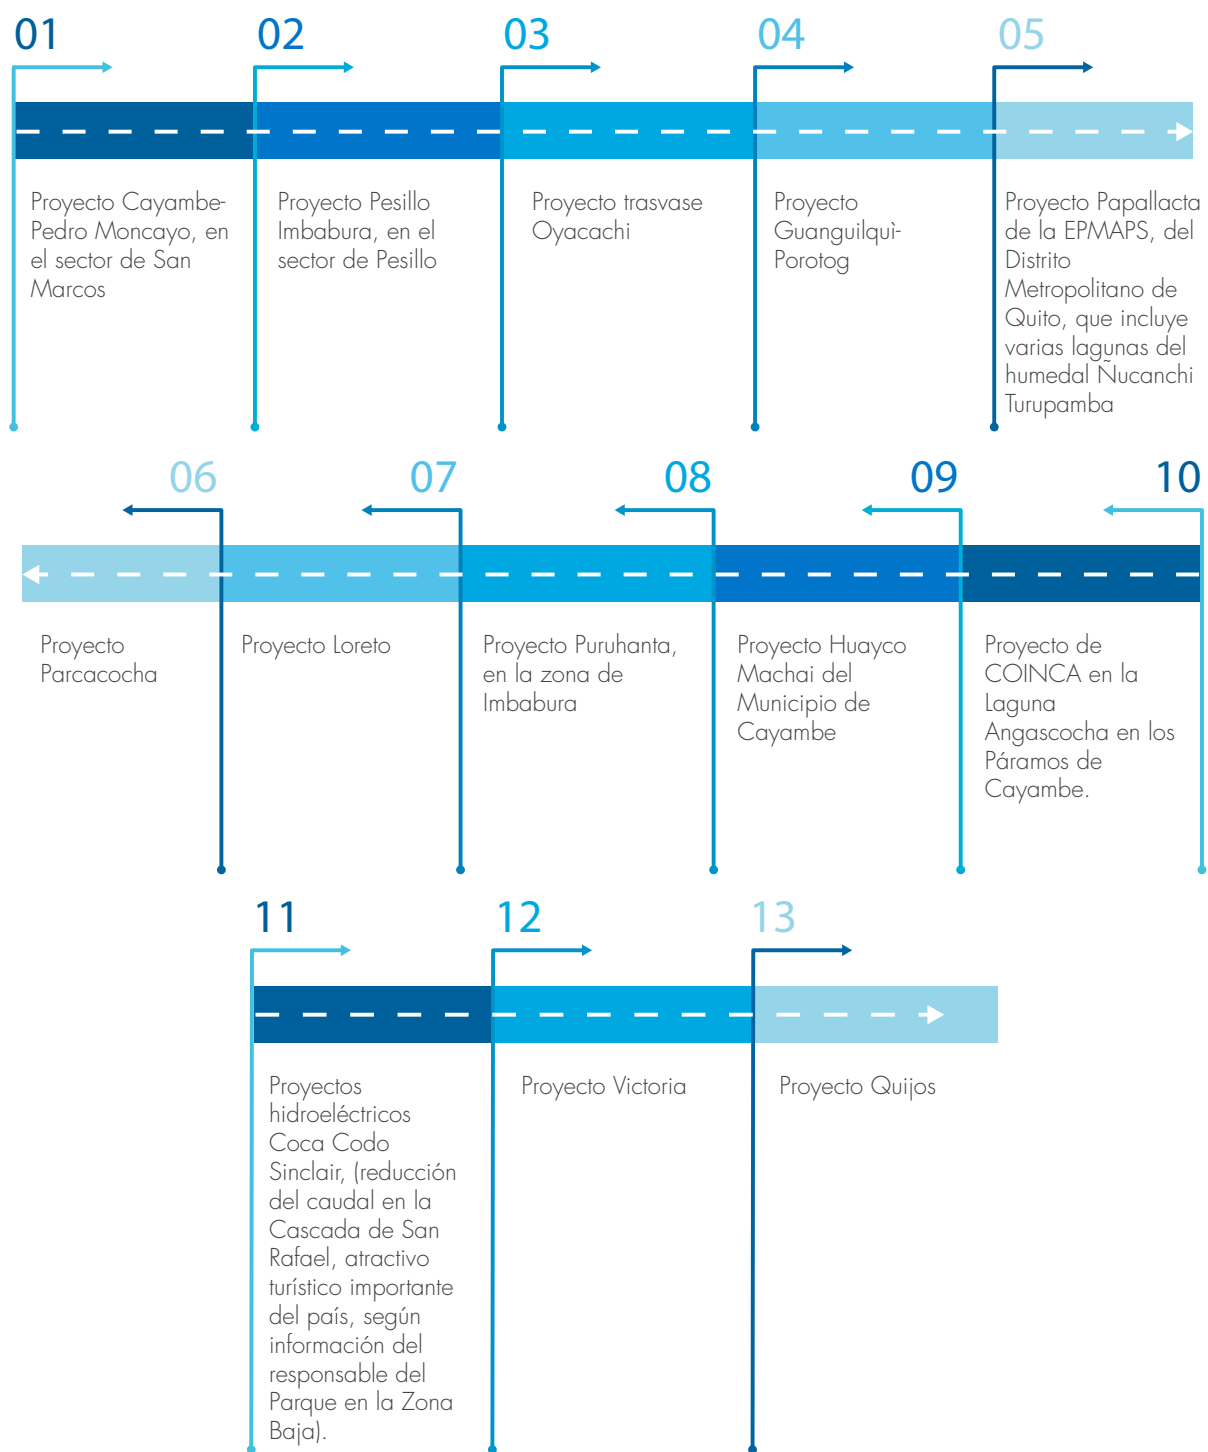 01
Proyecto Cayambe-
Pedro Moncayo, en
el sector de San
Marcos
02
Proyecto Pesillo
Imbabura, en el
sector de Pesillo
03
Proyecto trasvase
Oyacachi
04
Proyecto
Guanguilquì-
Porotog
05
Proyecto Papallacta
de la EPMAPS, del
Distrito
Metropolitano de
Quito, que incluye
varias lagunas del
humedal Ñucanchi
Turupamba
06
Proyecto
Parcacocha
07
Proyecto Loreto
08
Proyecto Puruhanta,
en la zona de
Imbabura
09
Proyecto Huayco
Machai del
Municipio de
Cayambe
10
Proyecto de
COINCA en la
Laguna
Angascocha en los
Páramos de
Cayambe.
11
Proyectos
hidroeléctricos
Coca Codo
Sinclair, (reducción
del caudal en la
Cascada de San
Rafael, atractivo
turístico importante
del país, según
información del
responsable del
Parque en la Zona
Baja).
12
Proyecto Victoria
13
Proyecto Quijos